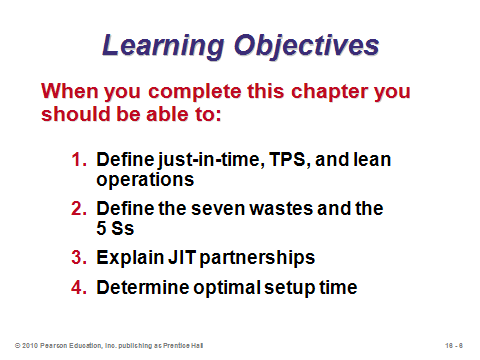 Learning Objectives
When you complete this chapter you
should be able to:
1. Define just-in-time, TPS, and lean
operations
2. Define the seven wastes and the
5 Ss
3. Explain JIT partnerships
4. Determine optimal setup time
© 2010 Pearson Education, Inc. publishing as Prentice Hall
16 - 6